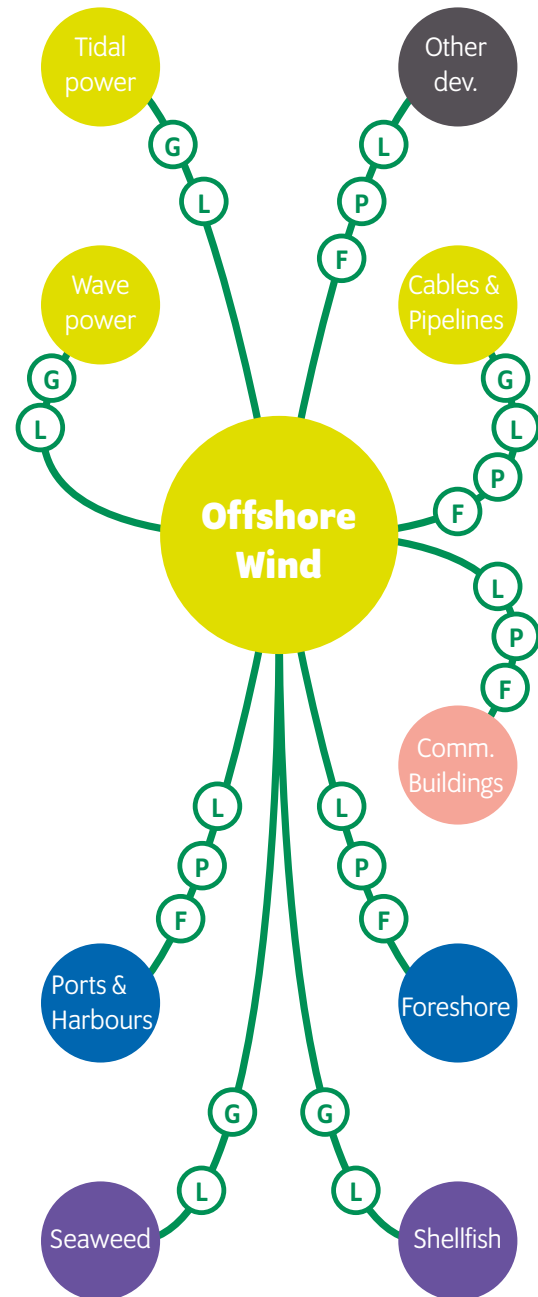 Tidal
power
G
L
Other
dev.
L
P
F
Wave
power
G
L
Cables &
Pipelines
G
L
P
F
Offshore
Wind
L
P
F
Comm.
Buildings
L
P
F
Ports &
Harbours
L
P
F
Foreshore
G
L
Seaweed
G
L
Shellfish